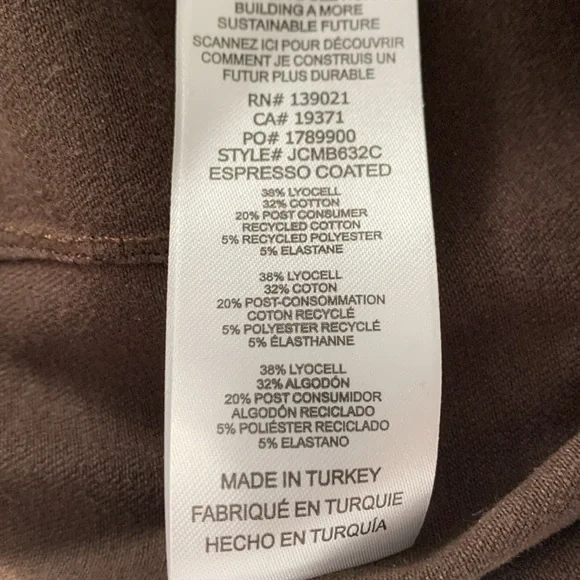 BUILDING A MORE
SUSTAINABLE FUTURE
SCANNEZ ICI POUR DÉCOUVRIR
COMMENT JE CONSTRUIS UN
FUTUR PLUS DURABLE
RN# 139021
CA# 19371
PO# 1789900
STYLE# JCMB632C
ESPRESSO COATED
38% LYOCELL
32% COTTON
20% POST CONSUMER
RECYCLED COTTON
5% RECYCLED POLYESTER
5% ELASTANE
38% LYOCELL
32% COTON
20% POST-CONSOMMATION
COTON RECYCLÉ
5% POLYESTER RECYCLÉ
5% ÉLASTHANNE
38% LYOCELL
32% ALGODÓN
20% POST CONSUMIDOR
ALGODÓN RECICLADO
5% POLIÉSTER RECICLADO
5% ELASTANO
MADE IN TURKEY
FABRIQUÉ EN TURQUIE
HECHO EN TURQUÍA